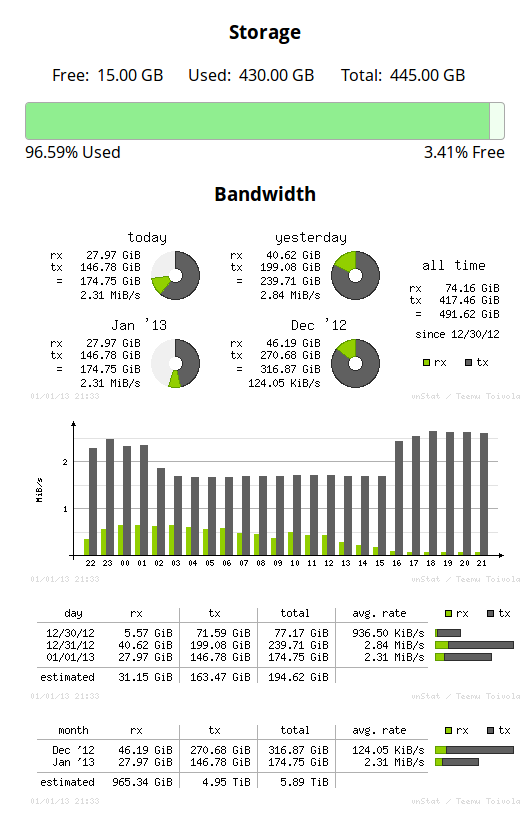 Storage
Free: 15.00 GB Used: 430.00 GB Total: 445.00 GB
96.59% Used 3.41% Free
Bandwidth
today
rx 27.97 GiB
tx 146.78 GiB
= 174.75 GiB
2.31 MiB/s
yesterday
rx 40.62 GiB
tx 199.08 GiB
= 239.71 GiB
2.84 MiB/s
all time
rx 74.16 GiB
tx 417.46 GiB
= 491.62 GiB
since 12/30/12
rx tx
Jan '13
rx 27.97 GiB
tx 146.78 GiB
= 174.75 GiB
2.31 MiB/s
Dec '12
rx 46.19 GiB
tx 270.68 GiB
= 316.87 GiB
124.05 KiB/s
01/01/13 21:33 vnStat / Teemu Toivola
MiB/s
2
1
22 23 00 01 02 03 04 05 06 07 08 09 10 11 12 13 14 15 16 17 18 19 20 21
01/01/13 21:33 vnStat / Teemu Toivola
day rx tx total avg. rate rx tx
12/30/12 5.57 GiB 71.59 GiB 77.17 GiB 936.50 KiB/s
12/31/12 40.62 GiB 199.08 GiB 239.71 GiB 2.84 MiB/s
01/01/13 27.97 GiB 146.78 GiB 174.75 GiB 2.31 MiB/s
estimated 31.15 GiB 163.47 GiB 194.62 GiB
01/01/13 21:33 vnStat / Teemu Toivola
month rx tx total avg. rate rx tx
Dec '12 46.19 GiB 270.68 GiB 316.87 GiB 124.05 KiB/s
Jan '13 27.97 GiB 146.78 GiB 174.75 GiB 2.31 MiB/s
estimated 965.34 GiB 4.95 TiB 5.89 TiB
01/01/13 21:33 vnStat / Teemu Toivola